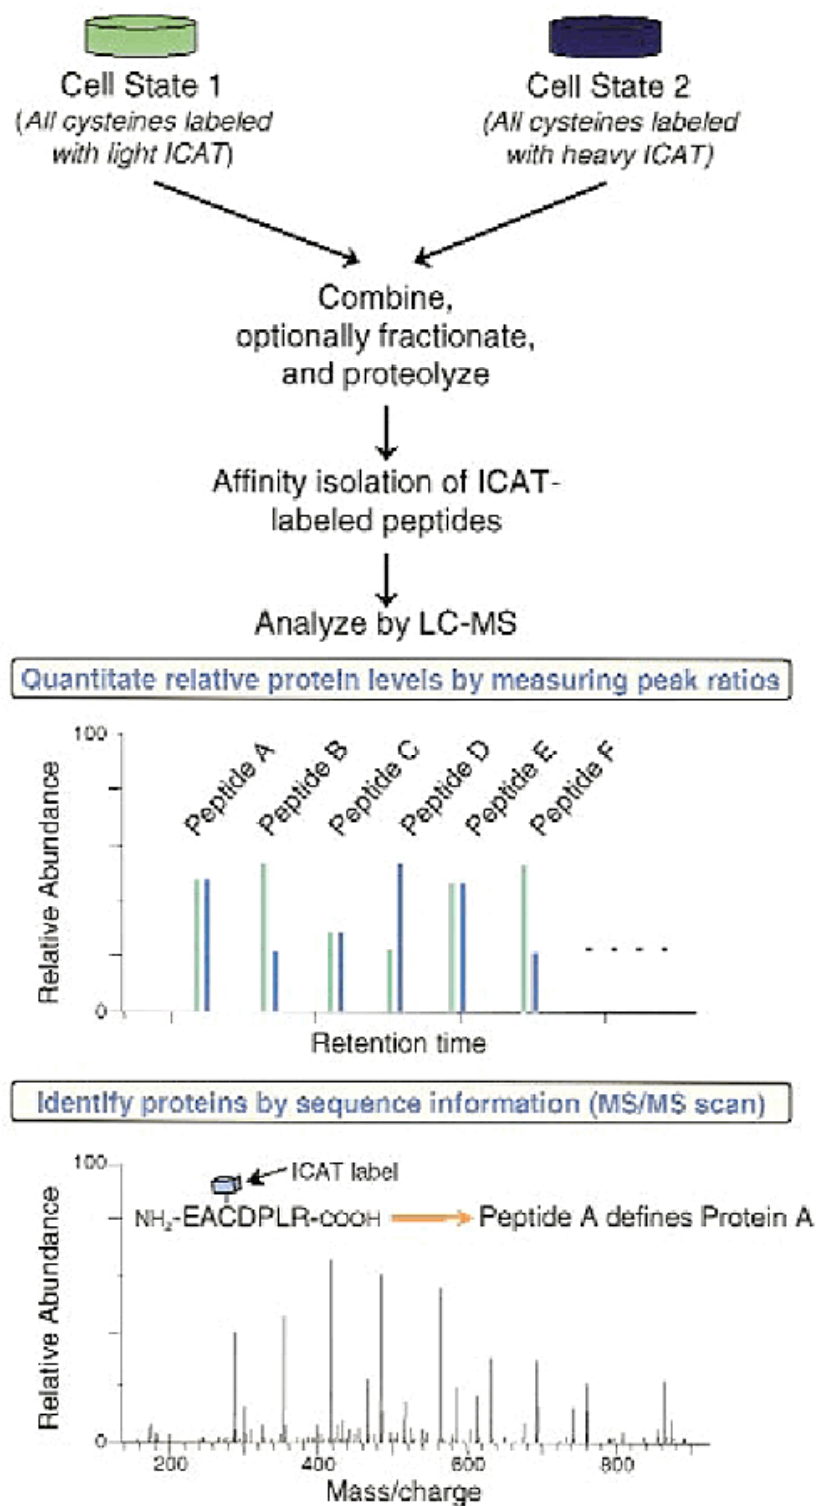 Cell State 1
(All cysteines labeled
with light ICAT)
Cell State 2
(All cysteines labeled
with heavy ICAT)
Combine,
optionally fractionate,
and proteolyze
Affinity isolation of ICAT-
labeled peptides
Analyze by LC-MS
Quantitate relative protein levels by measuring peak ratios
100
Relative Abundance
0
Peptide A
Peptide B
Peptide C
Peptide D
Peptide E
Peptide F
Retention time
Identify proteins by sequence information (MS/MS scan)
100
Relative Abundance
0
ICAT label
NH₂-EACDPLR-COOH
Peptide A defines Protein A
200
400
600
800
Mass/charge